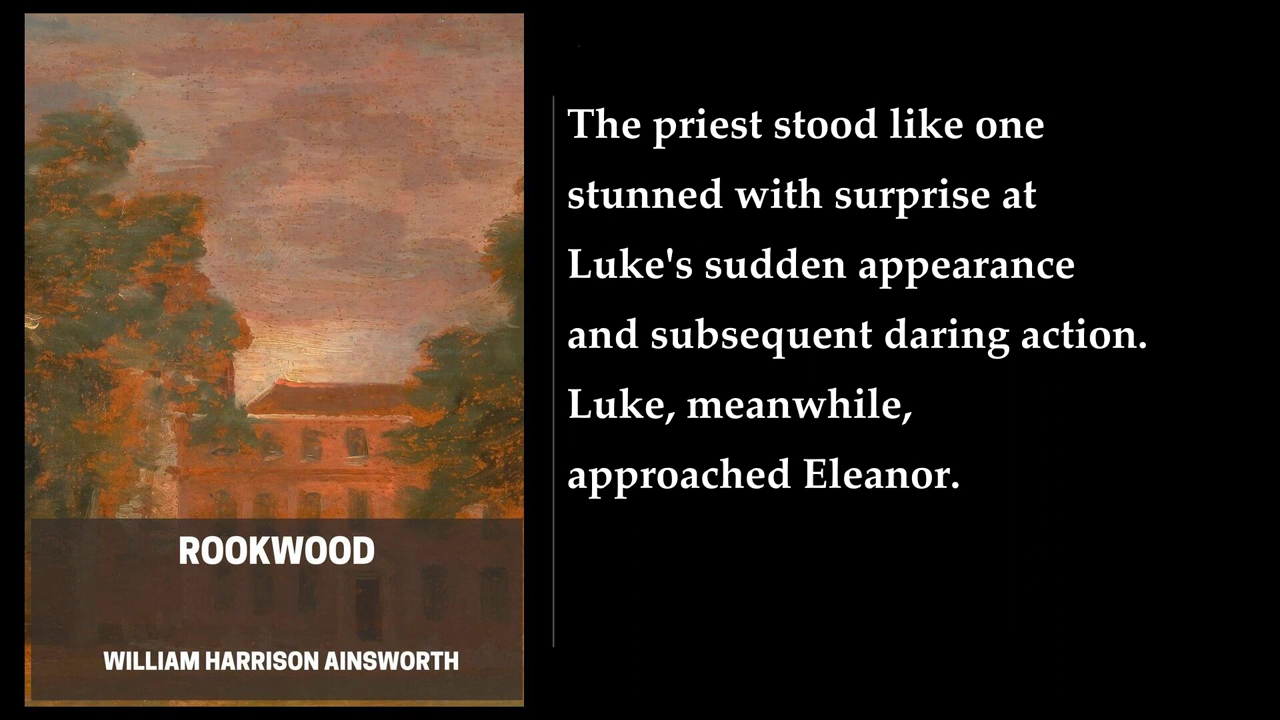 ROOKWOOD
WILLIAM HARRISON AINSWORTH
The priest stood like one
stunned with surprise at
Luke's sudden appearance
and subsequent daring action.
Luke, meanwhile,
approached Eleanor.